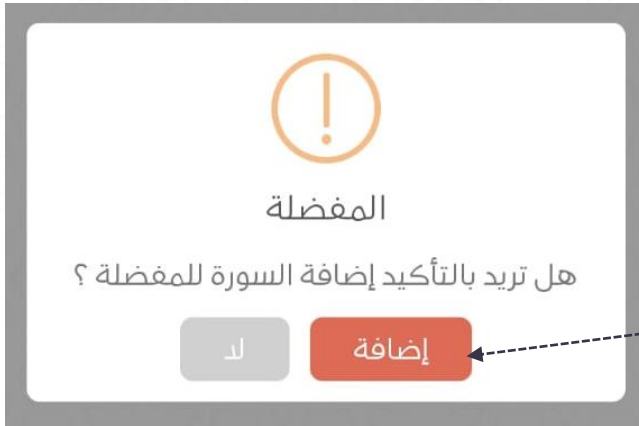 المفضلة
هل تريد بالتأكيد إضافة السورة للمفضلة ؟
إضافة
لا